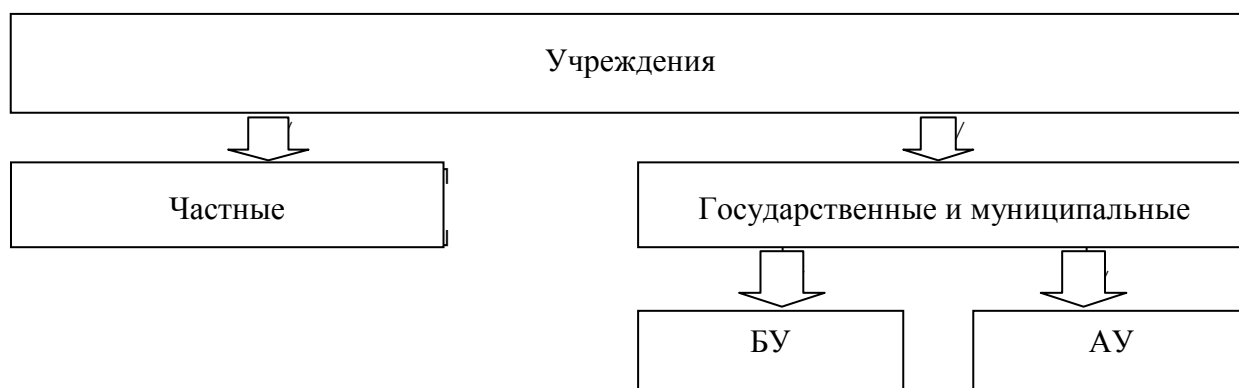 Учреждения
Частные
Государственные и муниципальные
БУ
АУ